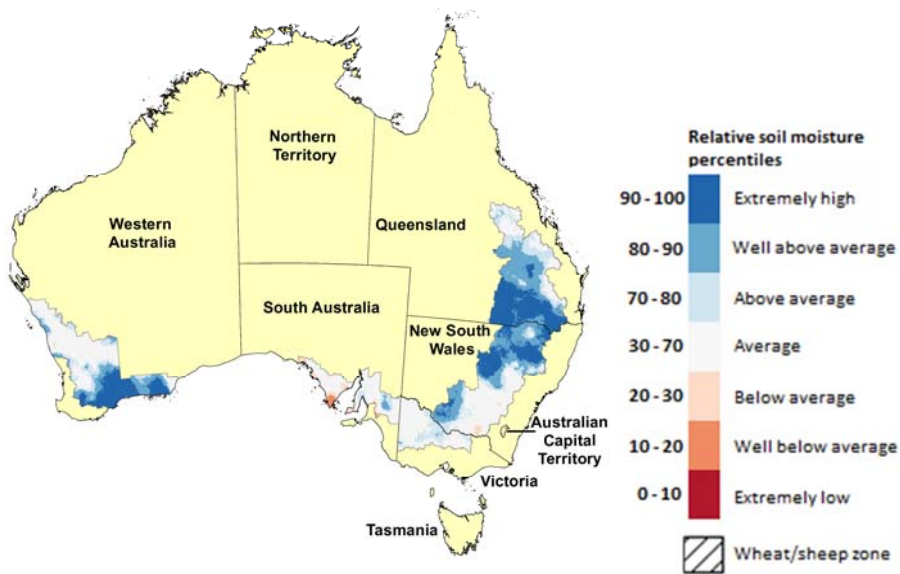 Northern
Territory
Western
Australia
Queensland
South Australia
New South
Wales
Australian
Capital
Territory
Victoria
Tasmania
Relative soil moisture
percentiles
90 - 100 Extremely high
80 - 90 Well above average
70 - 80 Above average
30 - 70 Average
20 - 30 Below average
10 - 20 Well below average
0 - 10 Extremely low
Wheat/sheep zone